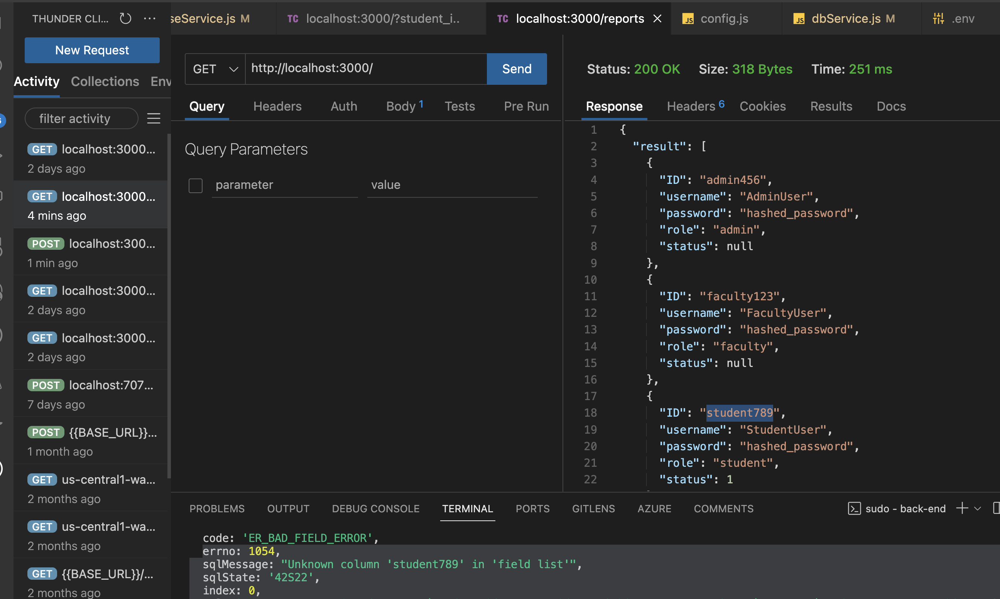 THUNDER CLI... ···
seService.js M
TC localhost:3000/?student_i..
TC localhost:3000/reports
JS config.js
JS dbService.js M
.env
New Request
Activity Collections Env
filter activity
GET localhost:3000...
2 days ago
GET localhost:3000...
4 mins ago
POST localhost:300...
1 min ago
GET localhost:3000...
2 days ago
GET localhost:3000...
2 days ago
POST localhost:707...
7 days ago
POST {{BASE_URL}}...
1 month ago
GET us-central1-wa...
2 months ago
GET us-central1-wa...
2 months ago
GET {{BASE_URL}}/...
2 months ago
GET http://localhost:3000/ Send
Query Headers Auth Body 1 Tests Pre Run
Query Parameters
parameter value
Status: 200 OK Size: 318 Bytes Time: 251 ms
Response Headers 6 Cookies Results Docs
1 {
2 "result": [
3 {
4 "ID": "admin456",
5 "username": "AdminUser",
6 "password": "hashed_password",
7 "role": "admin",
8 "status": null
9 },
10 {
11 "ID": "faculty123",
12 "username": "FacultyUser",
13 "password": "hashed_password",
14 "role": "faculty",
15 "status": null
16 },
17 {
18 "ID": "student789",
19 "username": "StudentUser",
20 "password": "hashed_password",
21 "role": "student",
22 "status": 1
PROBLEMS OUTPUT DEBUG CONSOLE TERMINAL PORTS GITLENS AZURE COMMENTS
sudo - back-end
code: 'ER_BAD_FIELD_ERROR',
errno: 1054,
sqlMessage: "Unknown column 'student789' in 'field list'",
sqlState: '42S22',
index: 0,